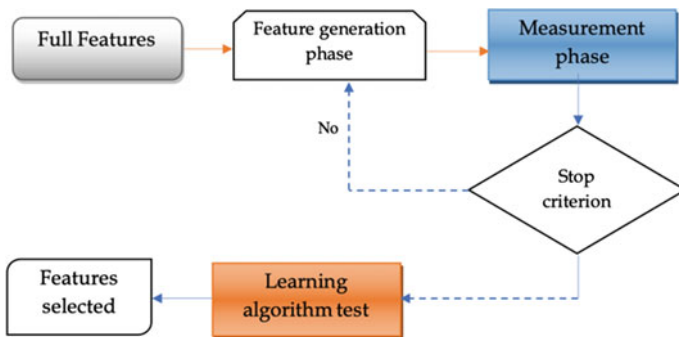 Full Features
Feature generation
phase
Measurement
phase
No
Stop
criterion
Features
selected
Learning
algorithm test